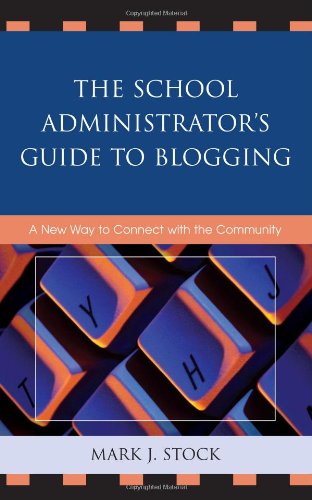 THE SCHOOL
ADMINISTRATOR'S
GUIDE TO BLOGGING
A New Way to Connect with the Community
J
Y
H
T
MARK J. STOCK